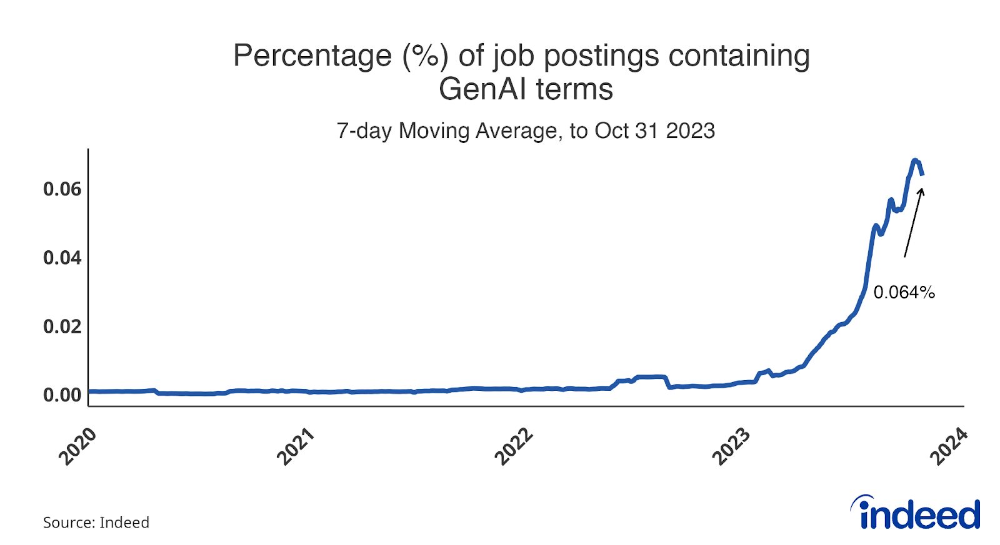 Percentage (%) of job postings containing
GenAI terms
7-day Moving Average, to Oct 31 2023
0.06
0.04
0.02
0.00
0.064%
2020
2021
2022
2023
2024
Source: Indeed
indeed